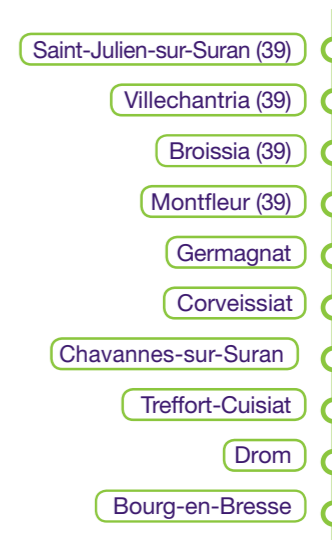 Saint-Julien-sur-Suran (39)
Villechantria (39)
Broissia (39)
Montfleur (39)
Germagnat
Corveissiat
Chavannes-sur-Suran
Treffort-Cuisiat
Drom
Bourg-en-Bresse